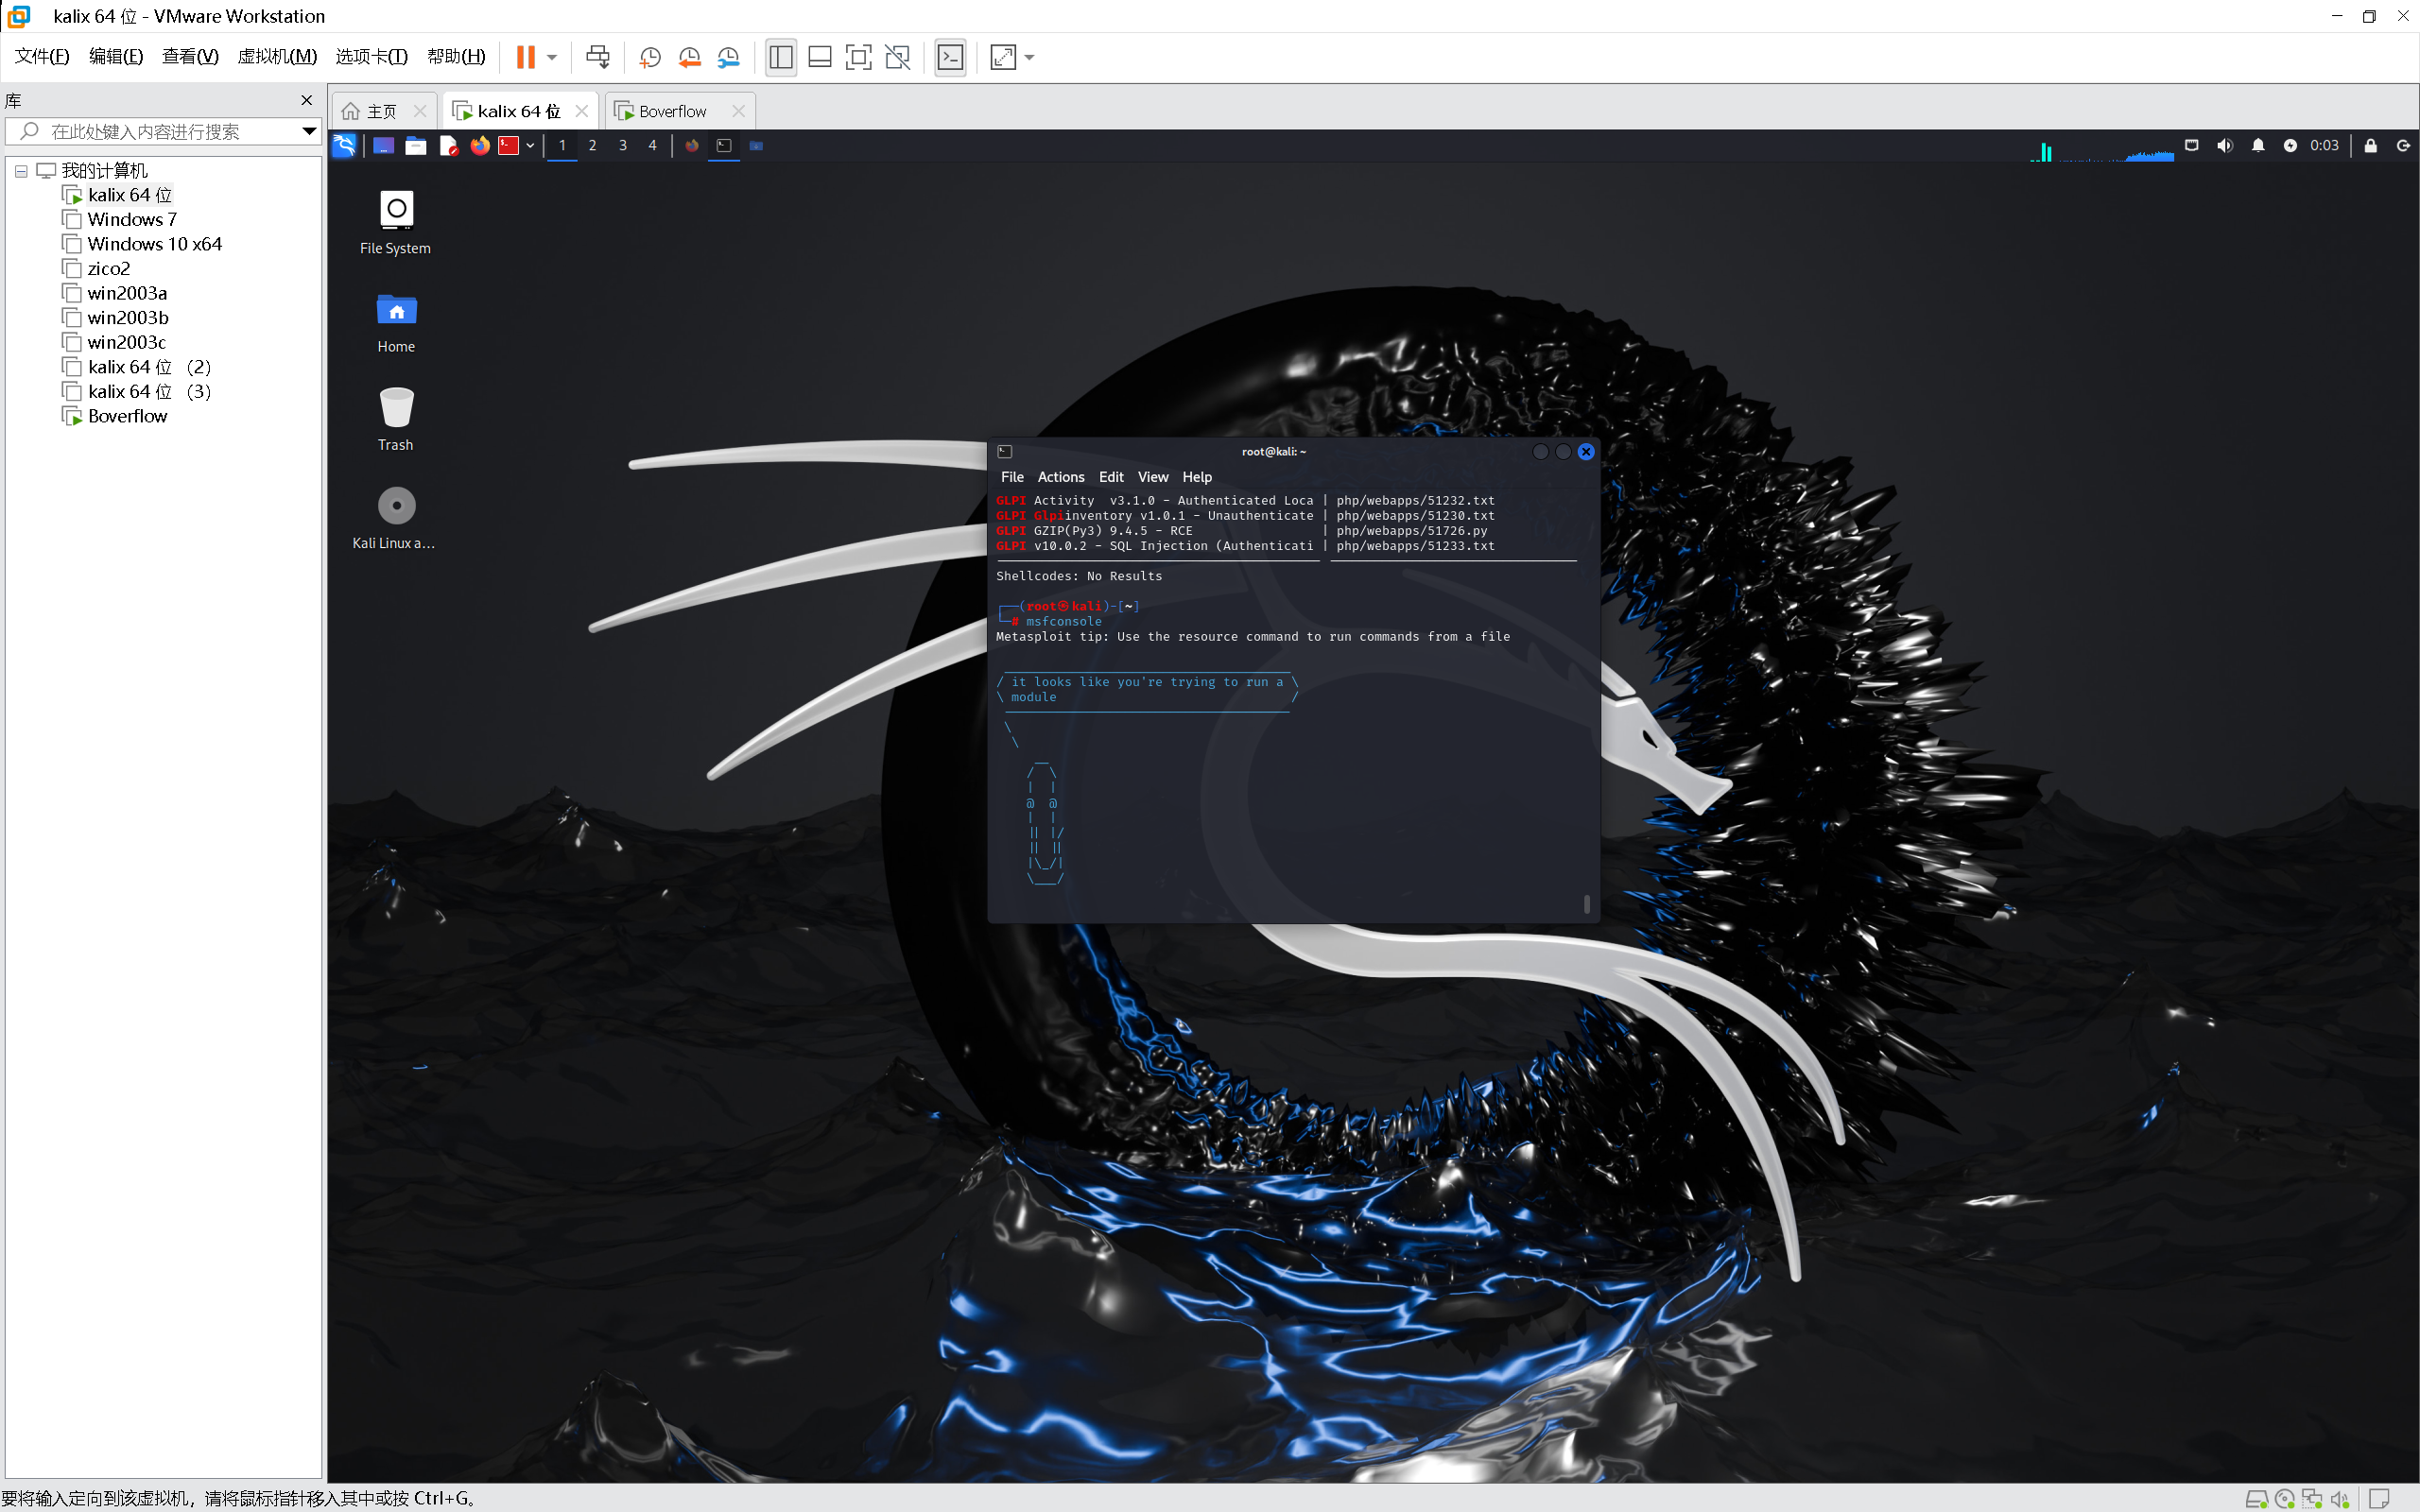 kalix 64 位 - VMware Workstation
文件(F) 编辑(E) 查看(V) 虚拟机(M) 选项卡(T) 帮助(H)
库
在此处键入内容进行搜索
我的计算机
kalix 64 位
Windows 7
Windows 10 x64
zico2
win2003a
win2003b
win2003c
kalix 64 位 （2）
kalix 64 位 （3）
Boverflow
主页
kalix 64 位
Boverflow
1 2 3 4
0:03
File System
Home
Trash
Kali Linux a...
root@kali: ~
File Actions Edit View Help
GLPI Activity  v3.1.0 - Authenticated Loca | php/webapps/51232.txt
GLPI Glpiinventory v1.0.1 - Unauthenticate | php/webapps/51230.txt
GLPI GZIP(Py3) 9.4.5 - RCE | php/webapps/51726.py
GLPI v10.0.2 - SQL Injection (Authenticati | php/webapps/51233.txt
Shellcodes: No Results
┌──(root㉿kali)-[~]
└─# msfconsole
Metasploit tip: Use the resource command to run commands from a file
/ it looks like you're trying to run a \
\ module /
要将输入定向到该虚拟机，请将鼠标指针移入其中或按 Ctrl+G。